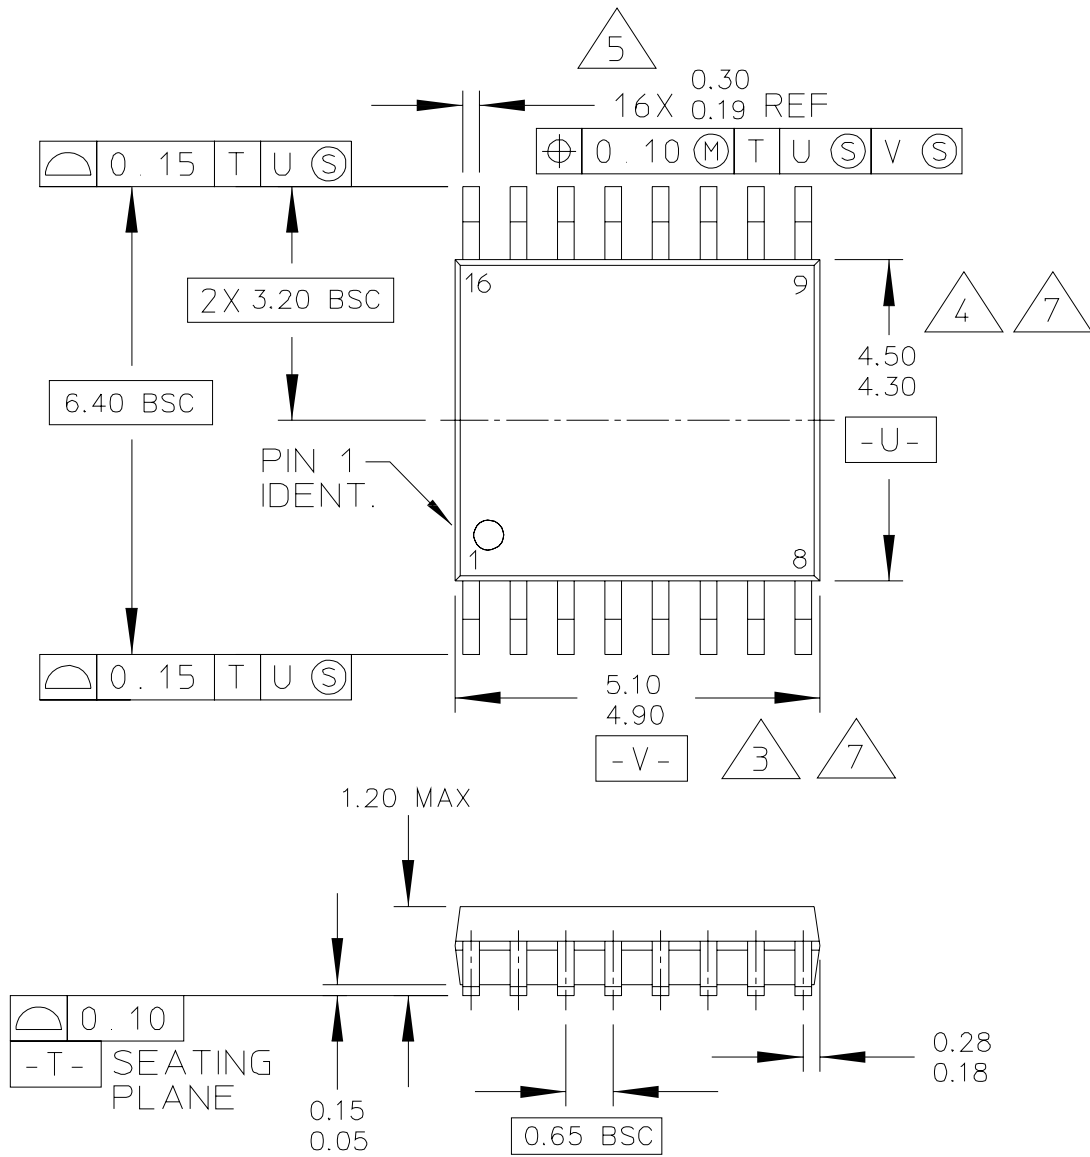 5
0.30
16X 0.19 REF
0.15 T U Ⓢ
⌖ 0.10 Ⓜ T U Ⓢ V Ⓢ
16 9
2X 3.20 BSC
4 7
4.50
4.30
6.40 BSC
-U-
PIN 1
IDENT.
1 8
0.15 T U Ⓢ
5.10
4.90
-V- 3 7
1.20 MAX
0.10
-T- SEATING
PLANE
0.28
0.18
0.15
0.05
0.65 BSC